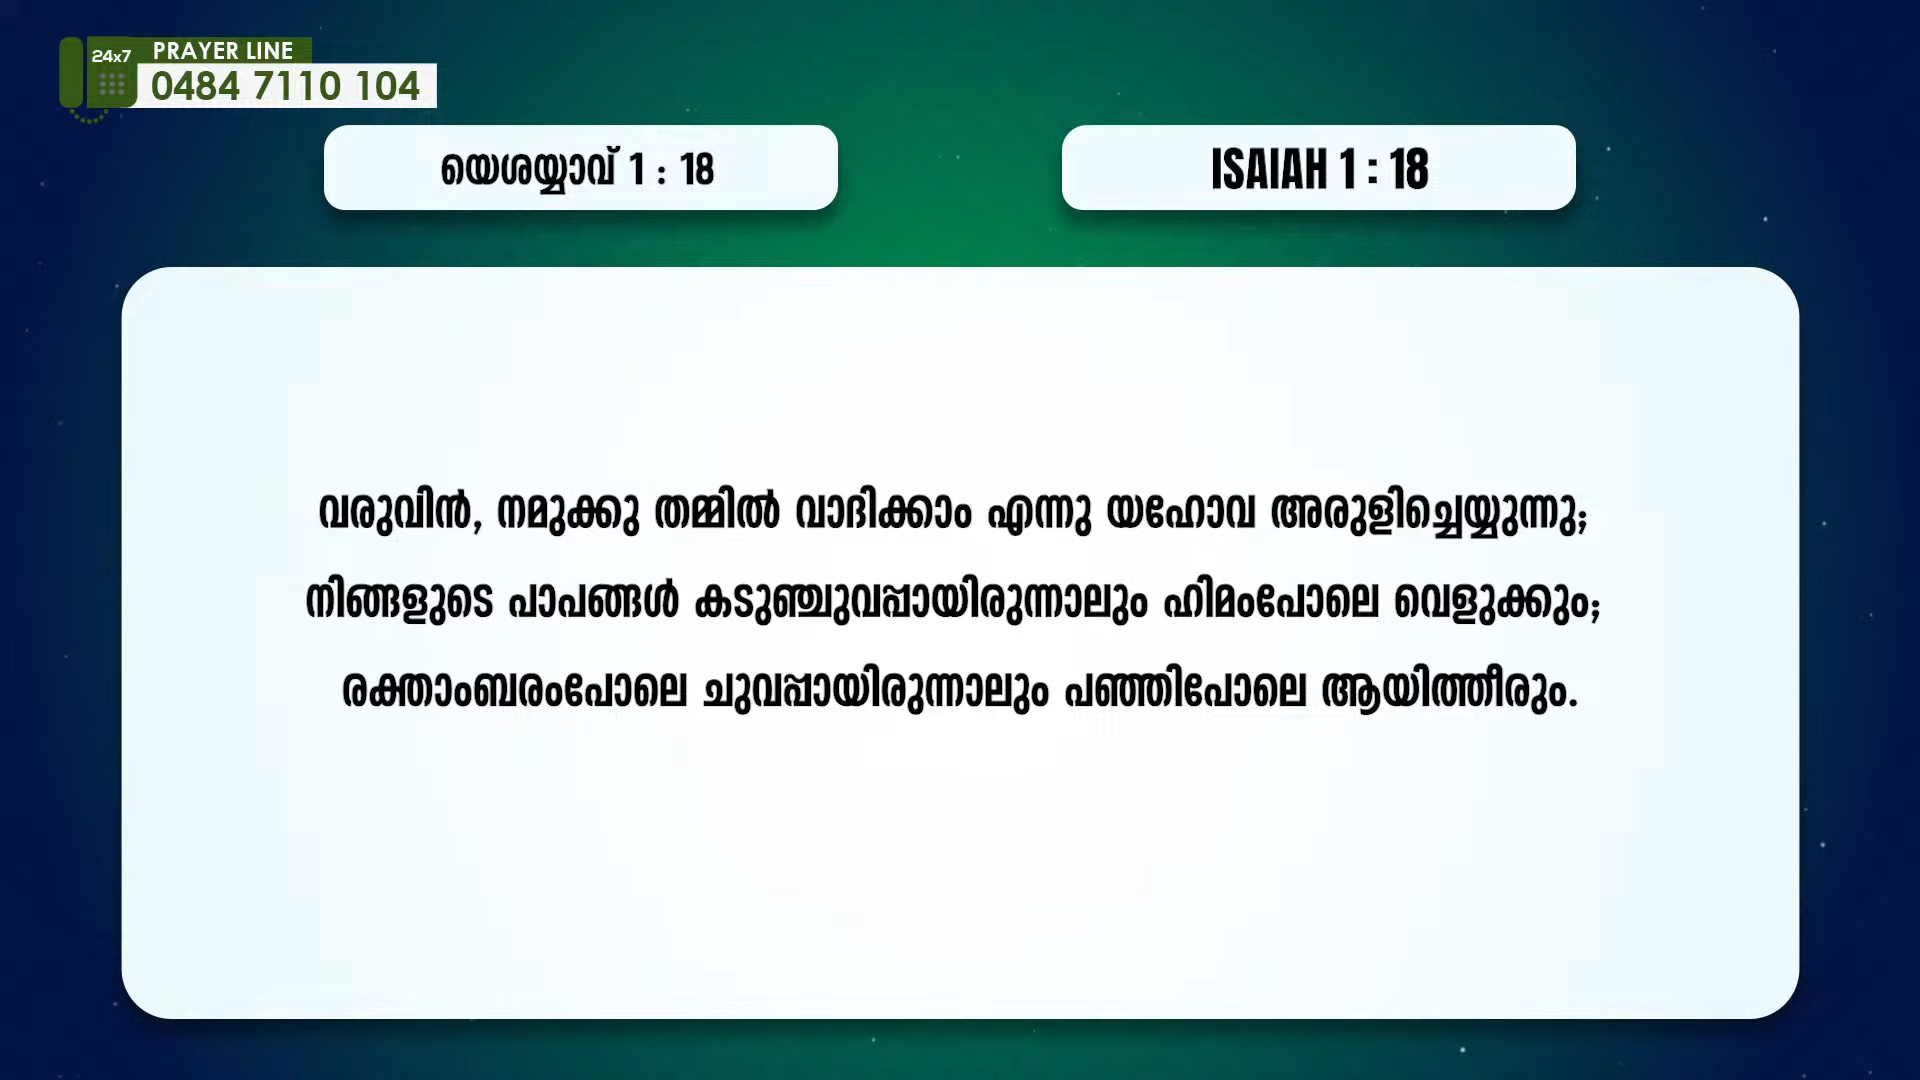 24x7 PRAYER LINE
0484 7110 104
യെശയ്യാവ് 1 : 18
ISAIAH 1 : 18
വരുവിൻ, നമുക്കു തമ്മിൽ വാദിക്കാം എന്നു യഹോവ അരുളിച്ചെയ്യുന്നു;
നിങ്ങളുടെ പാപങ്ങൾ കടുഞ്ചുവപ്പായിരുന്നാലും ഹിമംപോലെ വെളുക്കും;
രക്താംബരംപോലെ ചുവപ്പായിരുന്നാലും പഞ്ഞിപോലെ ആയിത്തീരും.